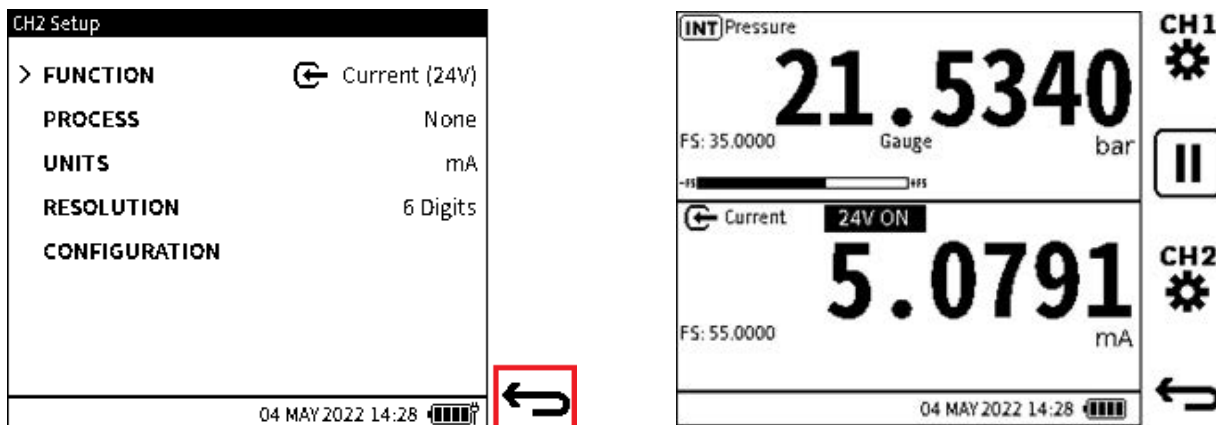 CH2 Setup
> FUNCTION Current (24V)
PROCESS None
UNITS mA
RESOLUTION 6 Digits
CONFIGURATION
04 MAY 2022 14:28
INT Pressure
21.5340
FS: 35.0000 Gauge bar
-FS +FS
Current 24V ON
5.0791
FS: 55.0000 mA
04 MAY 2022 14:28
CH1
CH2